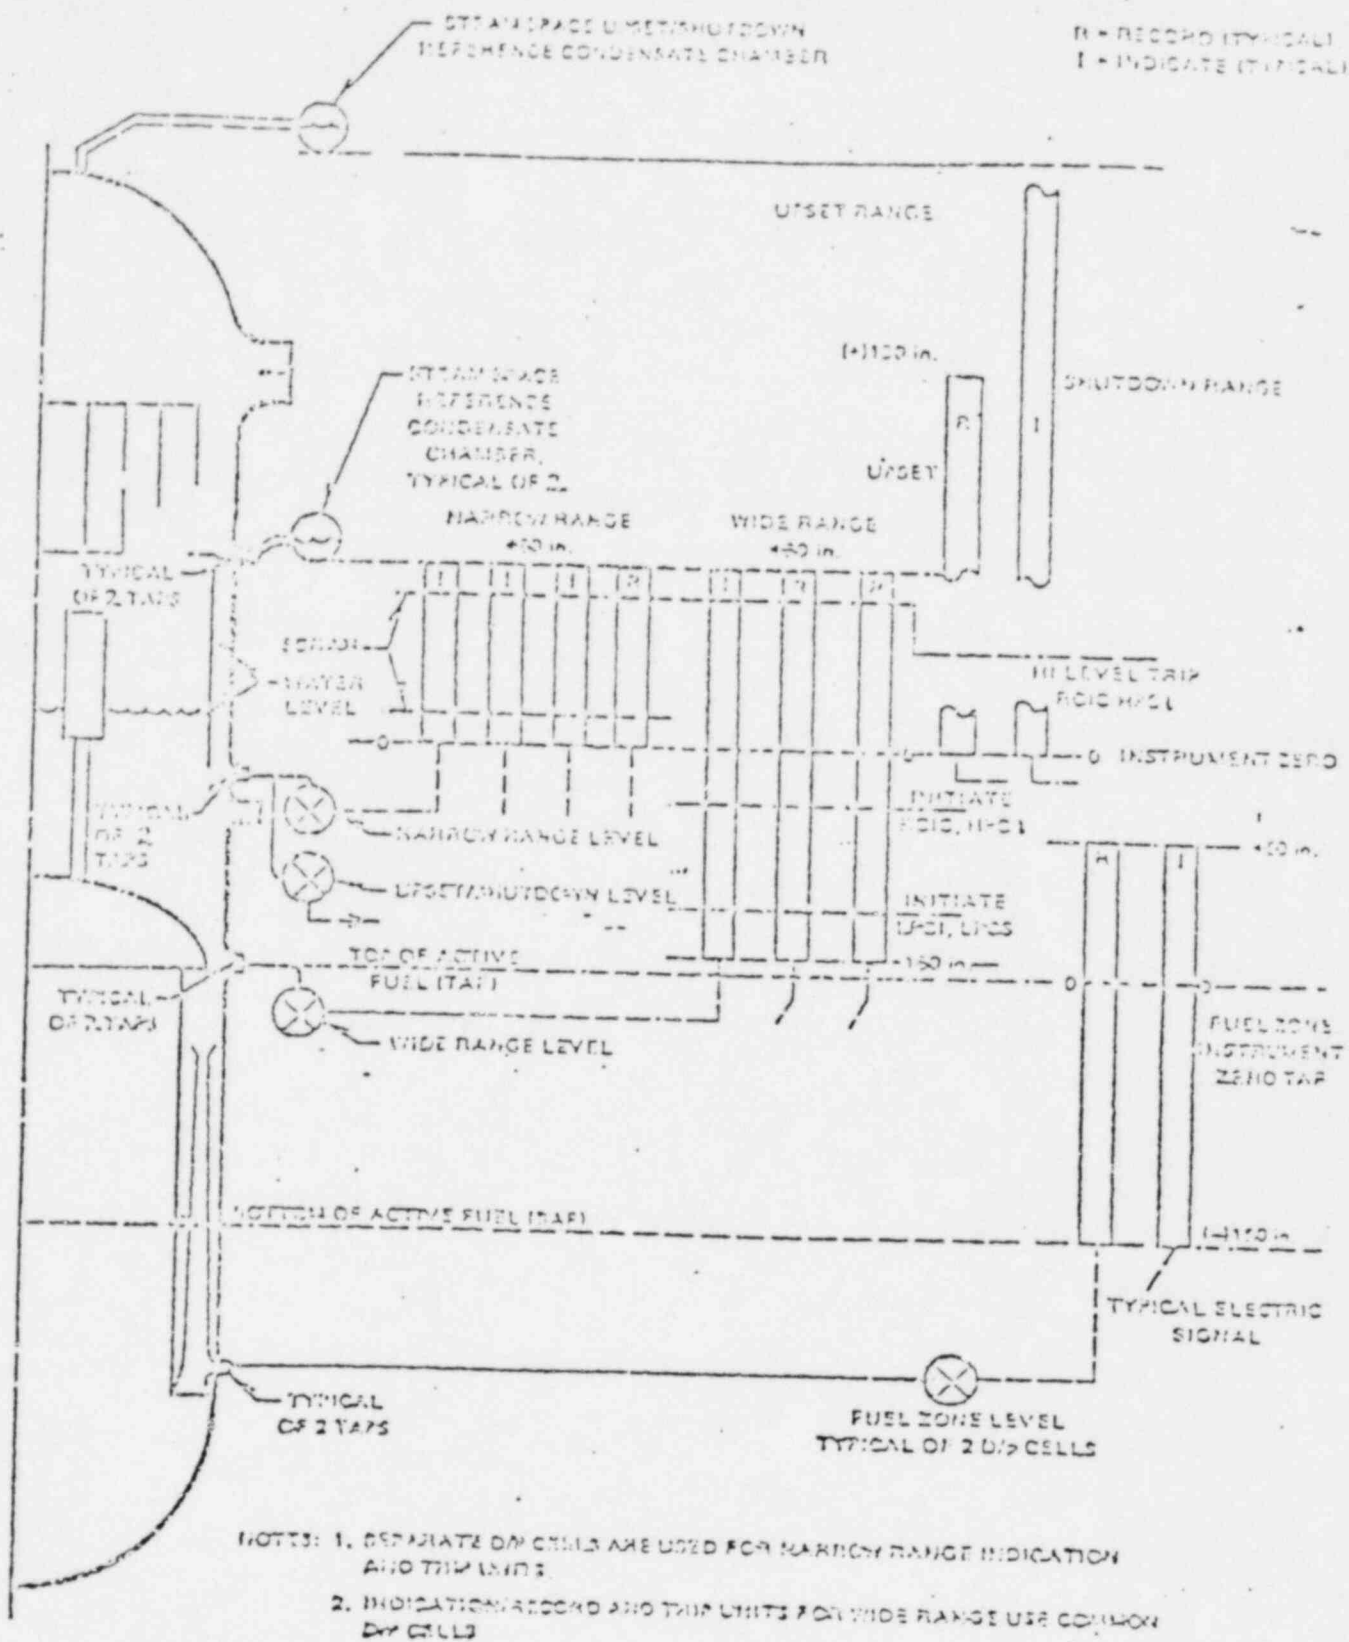 STEAM SPACE UPSET/SHUTDOWN
REFERENCE CONDENSATE CHAMBER
R = RECORD (TYPICAL)
I = INDICATE (TYPICAL)
UPSET RANGE
(+)180 in.
SHUTDOWN RANGE
R
I
UPSET
STEAM SPACE
REFERENCE
CONDENSATE
CHAMBER,
TYPICAL OF 2
NARROW RANGE
+60 in.
WIDE RANGE
+60 in.
I
I
I
R
I
R
R
TYPICAL
OF 2 TAPS
SCRAM
WATER
LEVEL
HI LEVEL TRIP
RCIC HPCI
0
0
0 INSTRUMENT ZERO
TYPICAL
OF 2
TAPS
NARROW RANGE LEVEL
INITIATE
RCIC, HPCI
+50 in.
R
I
UPSET/SHUTDOWN LEVEL
INITIATE
LPCI, LPCS
-150 in.
TOP OF ACTIVE
FUEL (TAF)
0
0
TYPICAL
OF 2 TAPS
WIDE RANGE LEVEL
FUEL ZONE
INSTRUMENT
ZERO TAF
BOTTOM OF ACTIVE FUEL (BAF)
(-)150 in.
TYPICAL ELECTRIC
SIGNAL
TYPICAL
OF 2 TAPS
FUEL ZONE LEVEL
TYPICAL OF 2 D/P CELLS
NOTES: 1. SEPARATE D/P CELLS ARE USED FOR NARROW RANGE INDICATION
AND TRIP UNITS
2. INDICATION/RECORD AND TRIP UNITS FOR WIDE RANGE USE COMMON
D/P CELLS